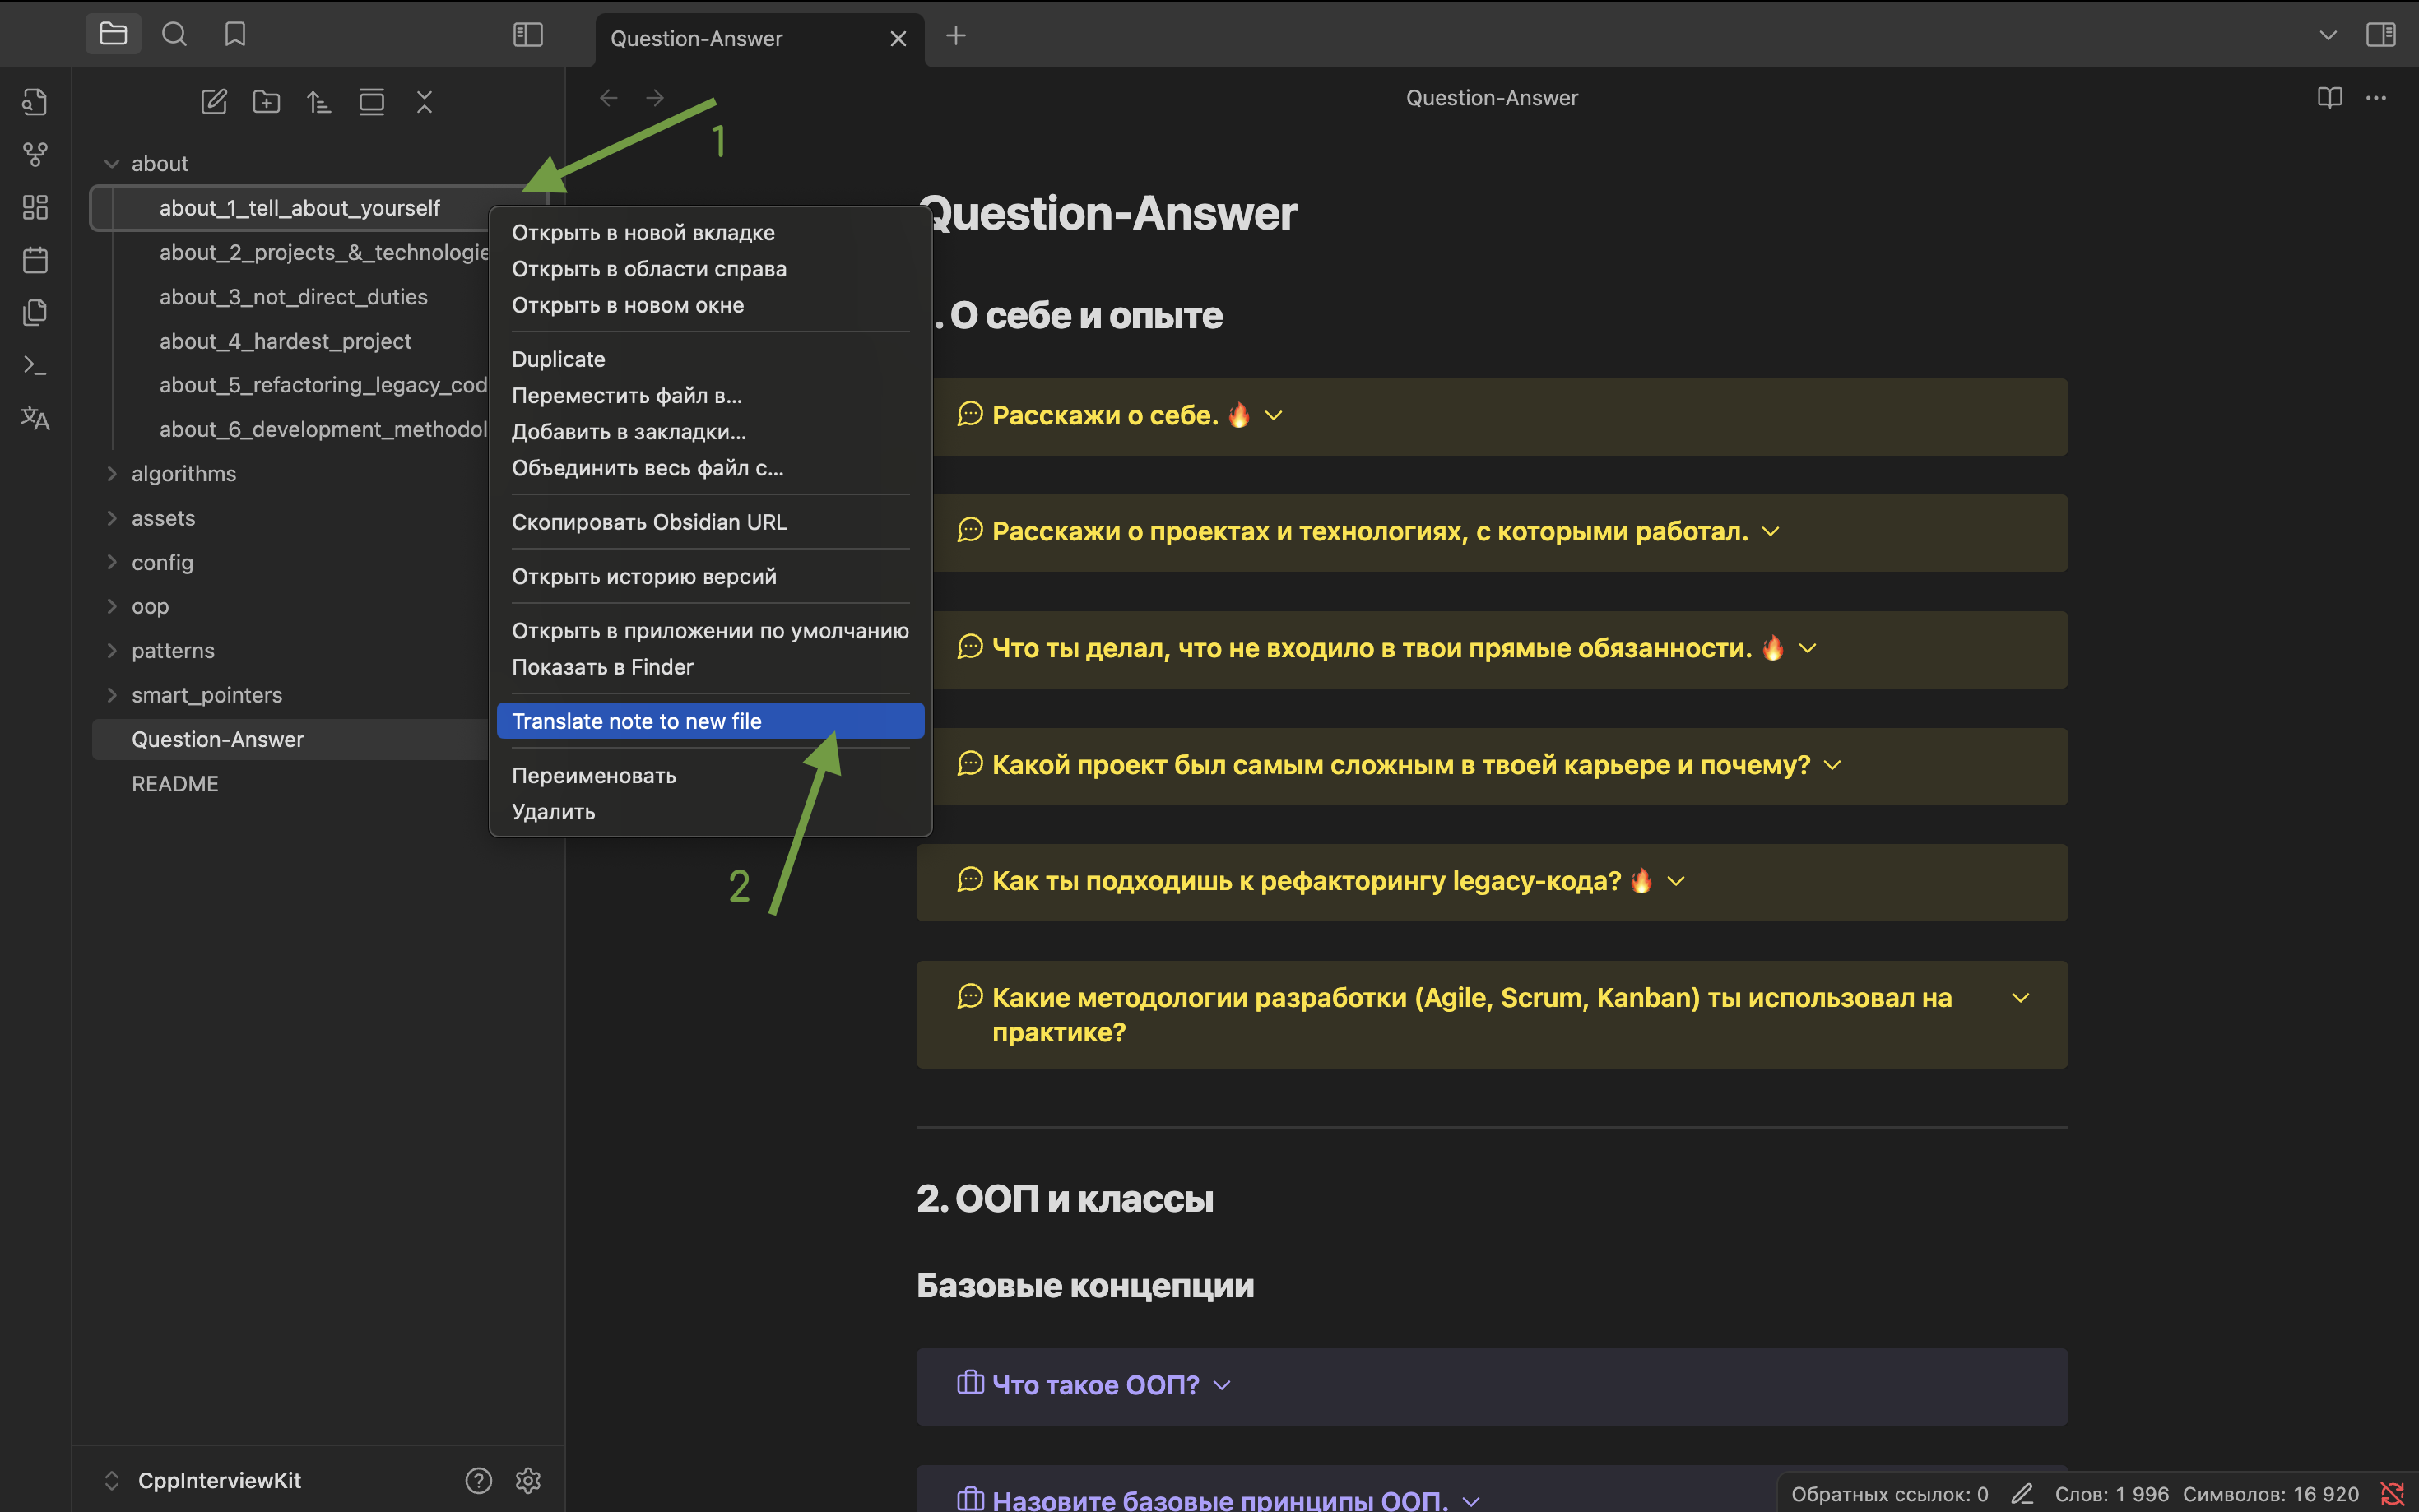 Question-Answer
Question-Answer
1
about
about_1_tell_about_yourself
about_2_projects_&_technologie
about_3_not_direct_duties
about_4_hardest_project
about_5_refactoring_legacy_cod
about_6_development_methodol
algorithms
assets
config
oop
patterns
smart_pointers
Question-Answer
README
CppInterviewKit
Открыть в новой вкладке
Открыть в области справа
Открыть в новом окне
Duplicate
Переместить файл в...
Добавить в закладки...
Объединить весь файл с...
Скопировать Obsidian URL
Открыть историю версий
Открыть в приложении по умолчанию
Показать в Finder
Translate note to new file
Переименовать
Удалить
2
Question-Answer
. О себе и опыте
Расскажи о себе. 🔥
Расскажи о проектах и технологиях, с которыми работал.
Что ты делал, что не входило в твои прямые обязанности. 🔥
Какой проект был самым сложным в твоей карьере и почему?
Как ты подходишь к рефакторингу legacy-кода? 🔥
Какие методологии разработки (Agile, Scrum, Kanban) ты использовал на
практике?
2. ООП и классы
Базовые концепции
Что такое ООП?
Назовите базовые принципы ООП.
Обратных ссылок: 0 Слов: 1 996 Символов: 16 920